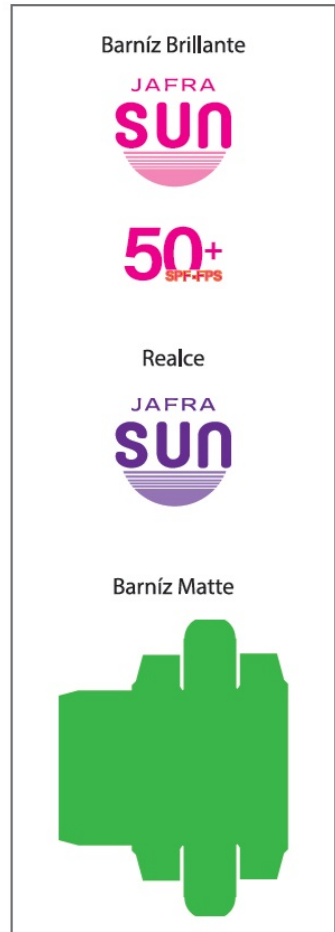 Barníz Brillante
JAFRA
SUN
50+
SPF•FPS
Realce
JAFRA
SUN
Barníz Matte